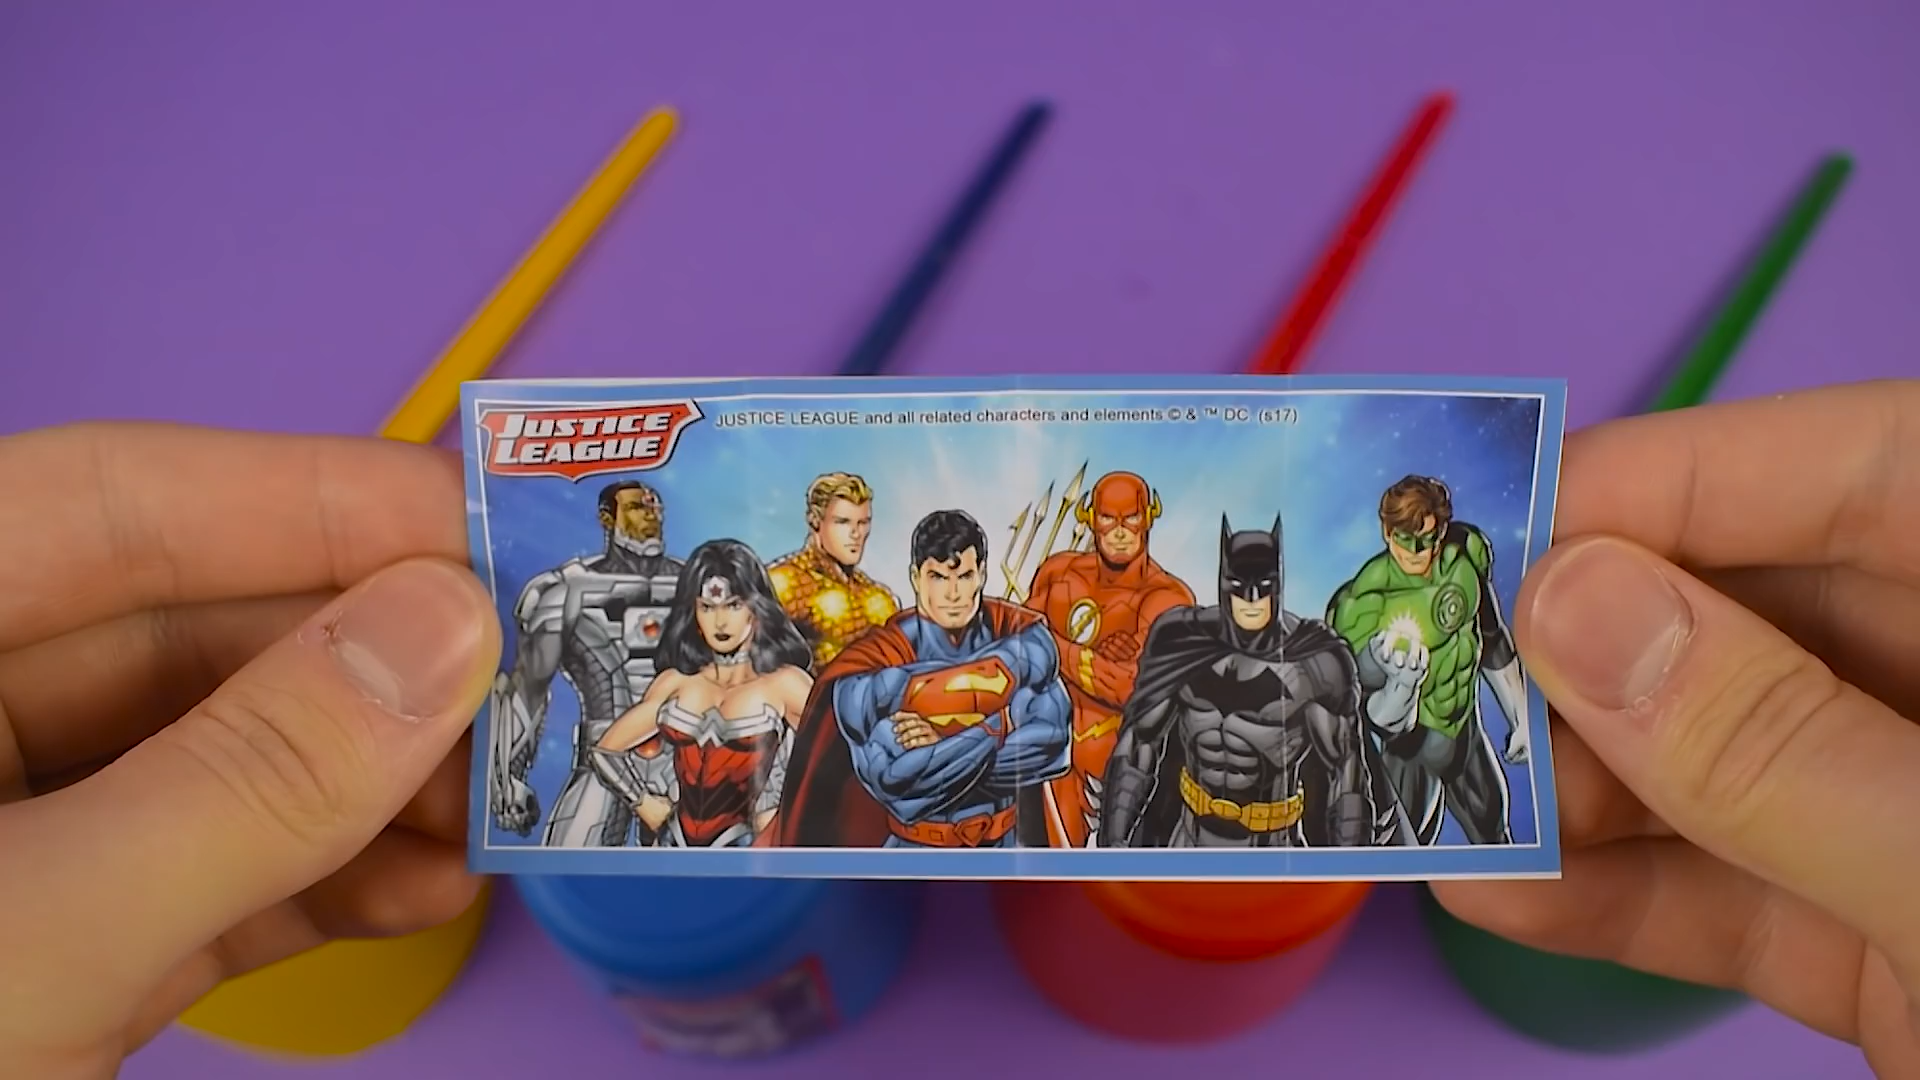 JUSTICE
LEAGUE
JUSTICE LEAGUE and all related characters and elements © & ™ DC. (s17)